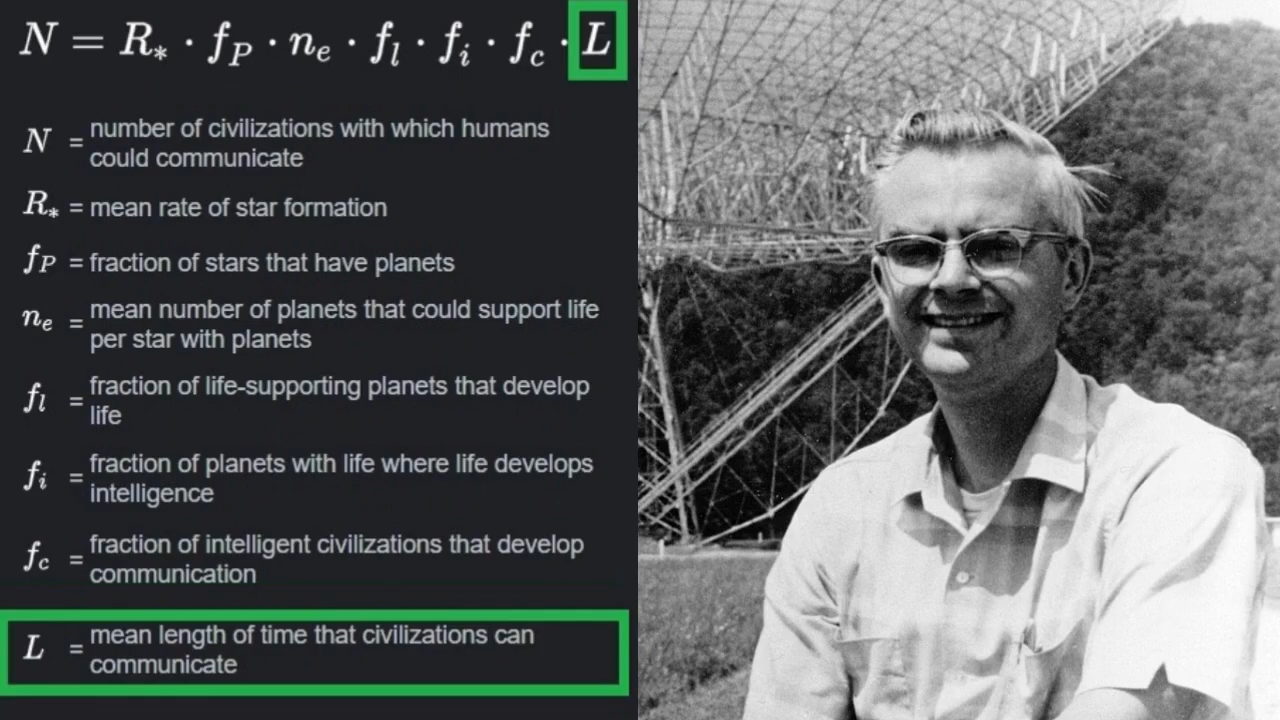 N = R* · fP · ne · fl · fi · fc · L
N = number of civilizations with which humans
could communicate
R* = mean rate of star formation
fP = fraction of stars that have planets
ne = mean number of planets that could support life
per star with planets
fl = fraction of life-supporting planets that develop
life
fi = fraction of planets with life where life develops
intelligence
fc = fraction of intelligent civilizations that develop
communication
L = mean length of time that civilizations can
communicate